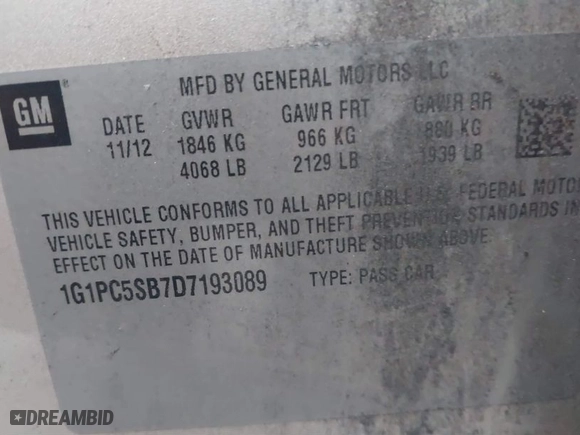 GM
MFD BY GENERAL MOTORS LLC
DATE GVWR GAWR FRT GAWR RR
11/12 1846 KG 966 KG 880 KG
4068 LB 2129 LB 1939 LB
THIS VEHICLE CONFORMS TO ALL APPLICABLE U.S. FEDERAL MOTOR
VEHICLE SAFETY, BUMPER, AND THEFT PREVENTION STANDARDS IN
EFFECT ON THE DATE OF MANUFACTURE SHOWN ABOVE.
1G1PC5SB7D7193089 TYPE: PASS CAR
DREAMBID